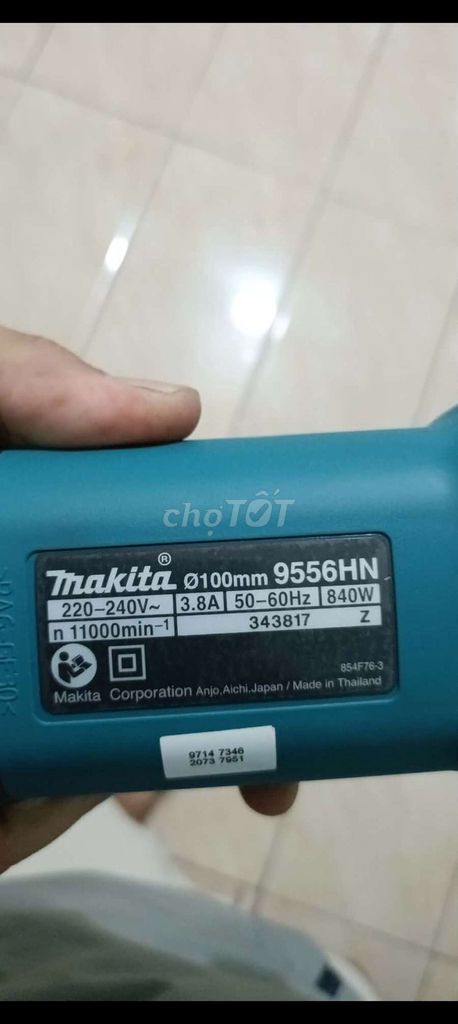 chợTỐT
makita® Ø100mm 9556HN
220-240V~ 3.8A 50-60Hz 840W
n 11000min⁻¹ 343817 Z
854F76-3
Makita Corporation Anjo,Aichi,Japan / Made in Thailand
9714 7346
2073 7951